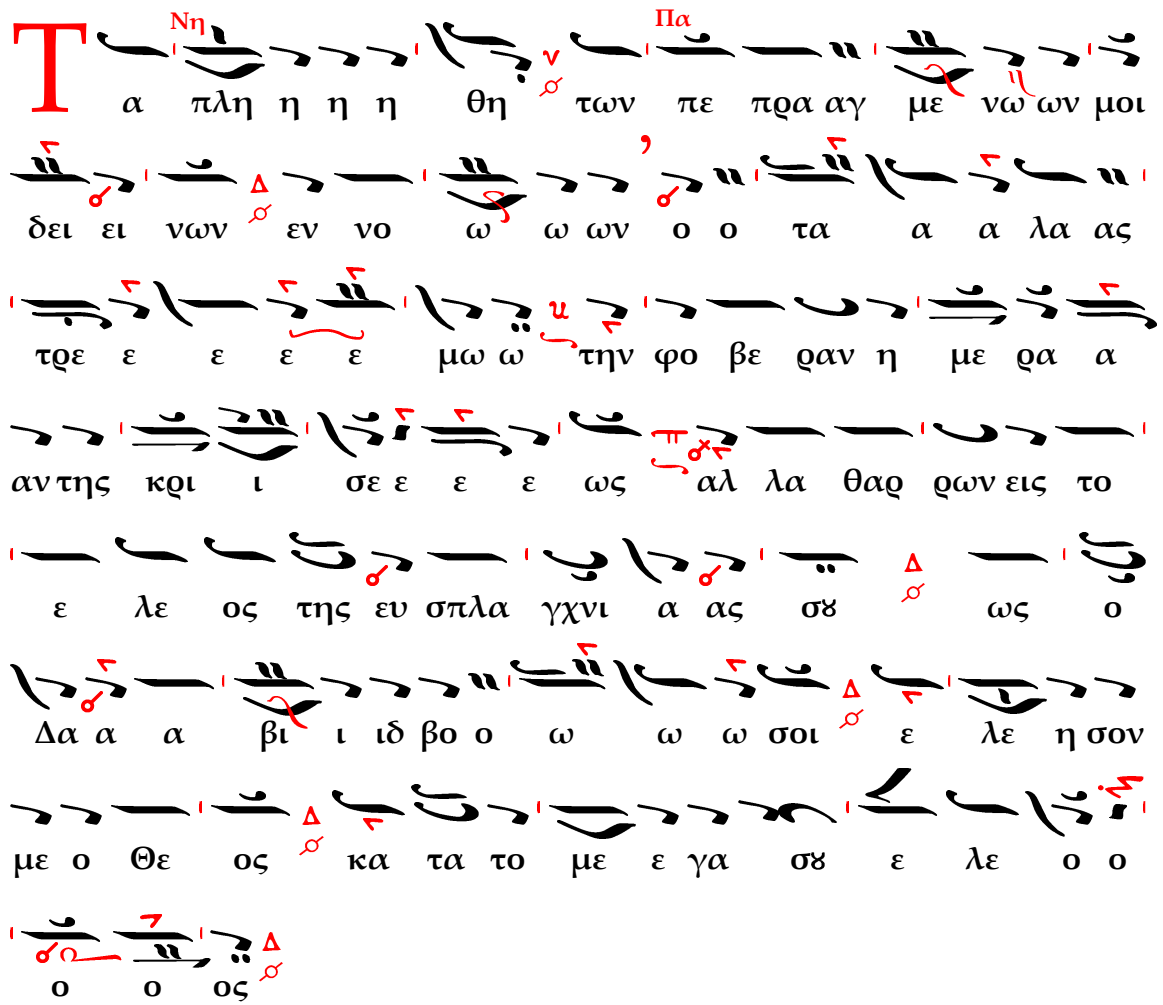 Νη Πα
Τα πλη η η η θη των πε πρα αγ με νω ων μοι
δει ει νων εν νο ω ω ων ο ο τα α α λα ας
τρε ε ε ε ε μω ω την φο βε ραν η με ρα α
αν της κρι ι σε ε ε ε ως αλ λα θαρ ρων εις το
ε λε ος της ευ σπλα γχνι α ας σȣ ως ο
Δα α α βι ι ιδ βο ο ω ω ω σοι ε λε η σον
με ο Θε ος κα τα το με ε γα σȣ ε λε ο ο
ο ο ος